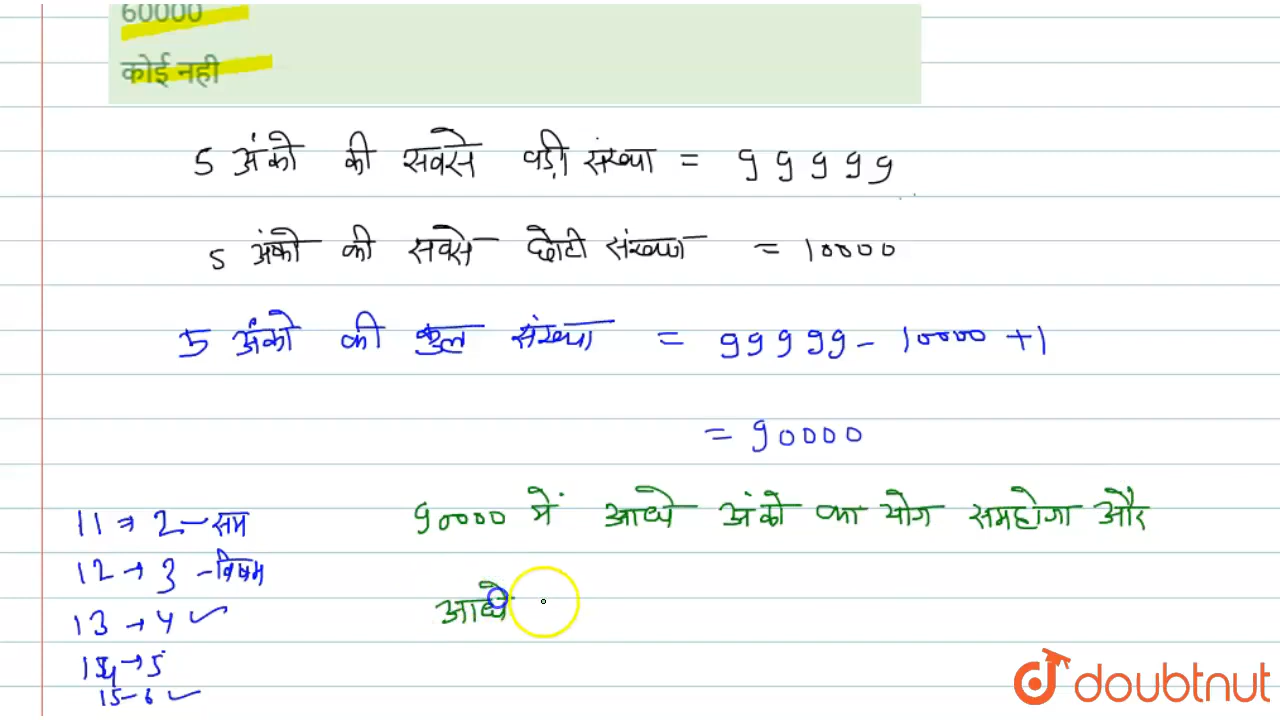 60000
कोई नही
5 अंको की सबसे बड़ी संख्या = 99999
5 अंको की सबसे छोटी संख्या = 10000
5 अंको की कुल संख्या = 99999 - 10000 + 1
= 90000
90000 में आधे अंको का योग समहोगा और
आधे
11 → 2 - सम
12 → 3 - विषम
13 → 4 ✓
14 → 5
15 - 6 ✓
doubtnut